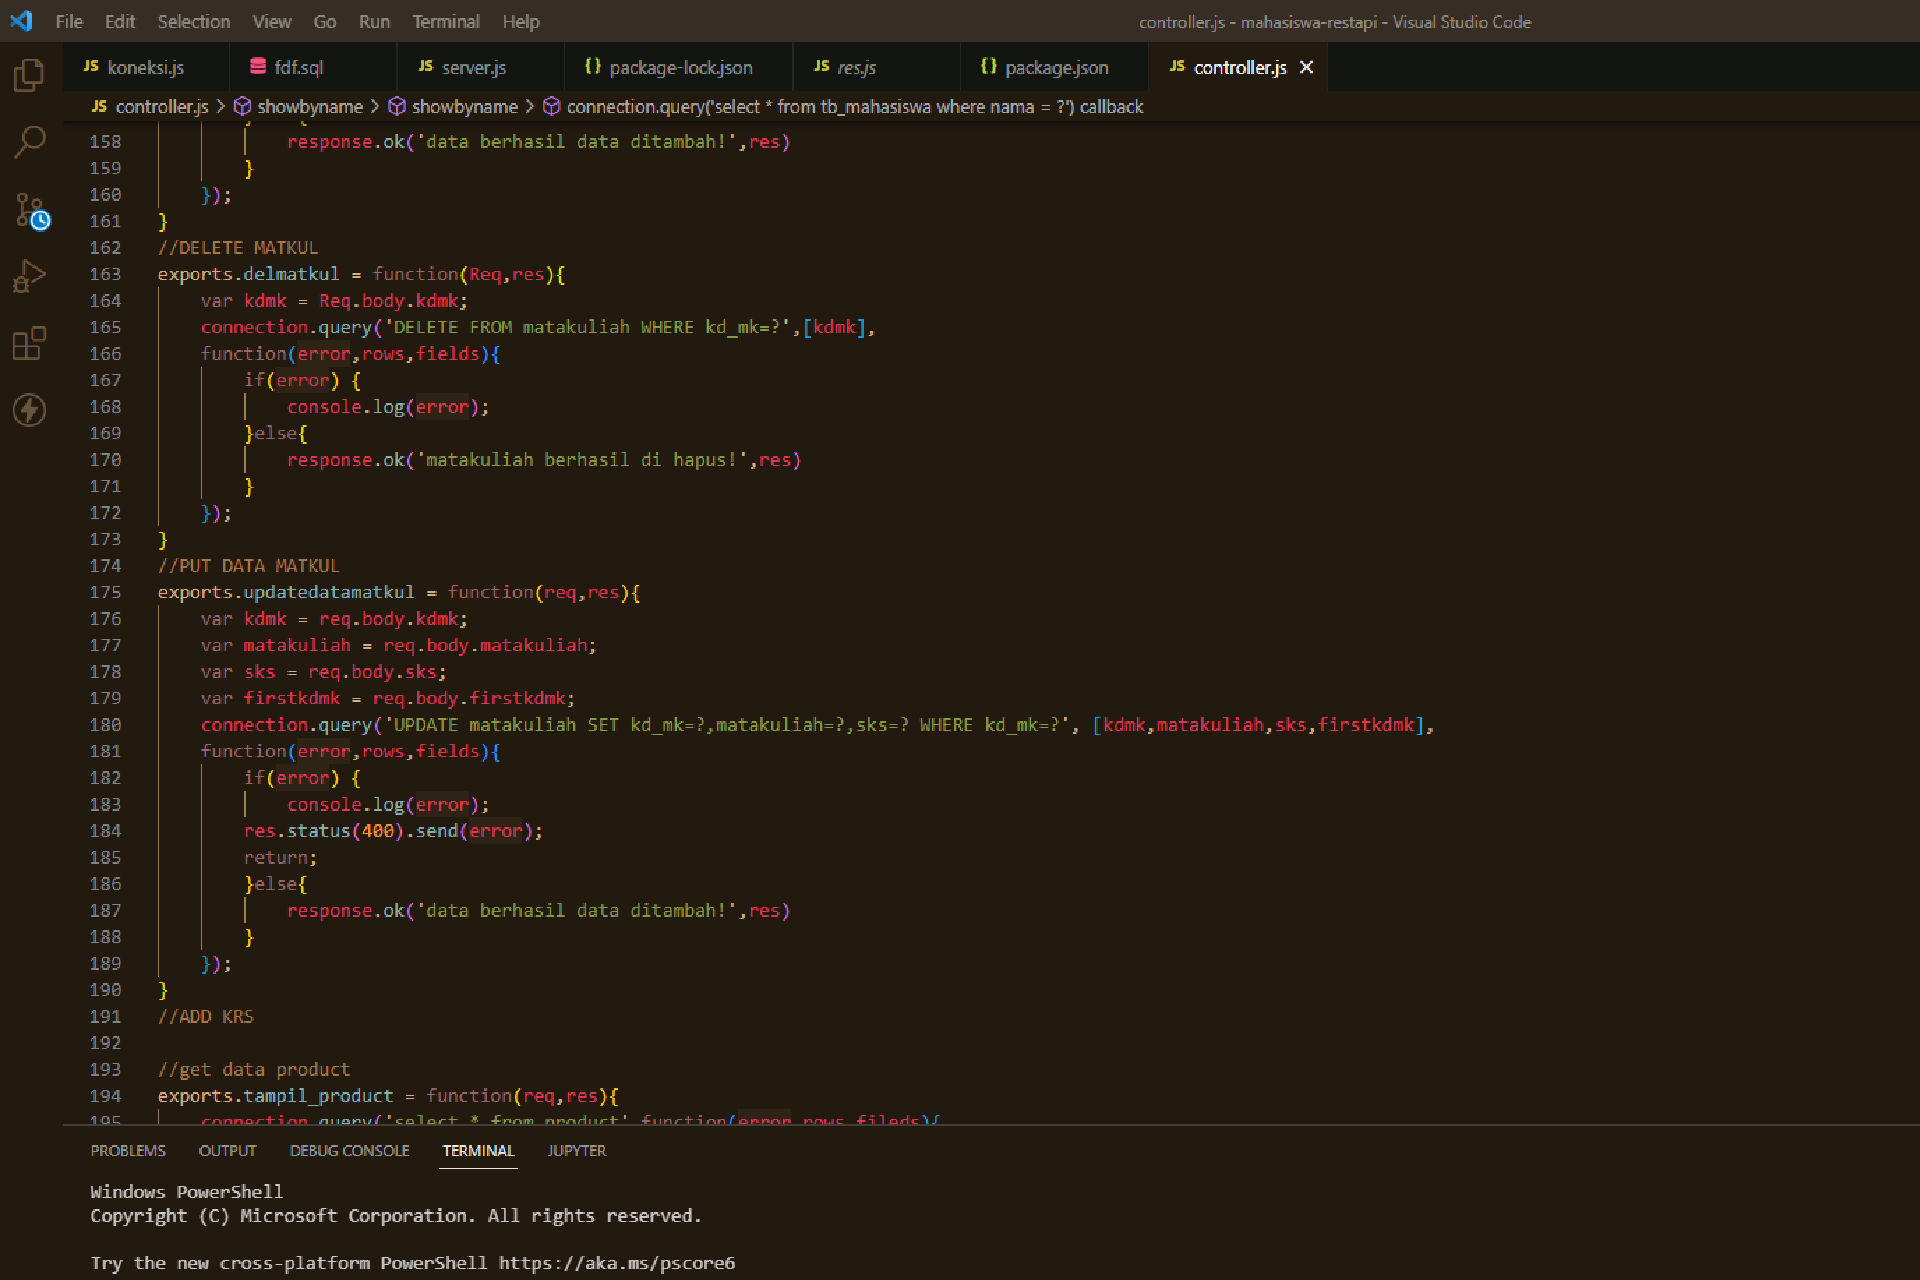 File Edit Selection View Go Run Terminal Help controller.js - mahasiswa-restapi - Visual Studio Code
JS koneksi.js fdf.sql JS server.js {} package-lock.json JS res.js {} package.json JS controller.js ×
JS controller.js > showbyname > showbyname > connection.query('select * from tb_mahasiswa where nama = ?') callback
158 response.ok('data berhasil data ditambah!',res)
159 }
160 });
161 }
162 //DELETE MATKUL
163 exports.delmatkul = function(Req,res){
164 var kdmk = Req.body.kdmk;
165 connection.query('DELETE FROM matakuliah WHERE kd_mk=?',[kdmk],
166 function(error,rows,fields){
167 if(error) {
168 console.log(error);
169 }else{
170 response.ok('matakuliah berhasil di hapus!',res)
171 }
172 });
173 }
174 //PUT DATA MATKUL
175 exports.updatedatamatkul = function(req,res){
176 var kdmk = req.body.kdmk;
177 var matakuliah = req.body.matakuliah;
178 var sks = req.body.sks;
179 var firstkdmk = req.body.firstkdmk;
180 connection.query('UPDATE matakuliah SET kd_mk=?,matakuliah=?,sks=? WHERE kd_mk=?', [kdmk,matakuliah,sks,firstkdmk],
181 function(error,rows,fields){
182 if(error) {
183 console.log(error);
184 res.status(400).send(error);
185 return;
186 }else{
187 response.ok('data berhasil data ditambah!',res)
188 }
189 });
190 }
191 //ADD KRS
192
193 //get data product
194 exports.tampil_product = function(req,res){
195 connection.query('select * from product' function(error rows fileds){
PROBLEMS OUTPUT DEBUG CONSOLE TERMINAL JUPYTER
Windows PowerShell
Copyright (C) Microsoft Corporation. All rights reserved.
Try the new cross-platform PowerShell https://aka.ms/pscore6